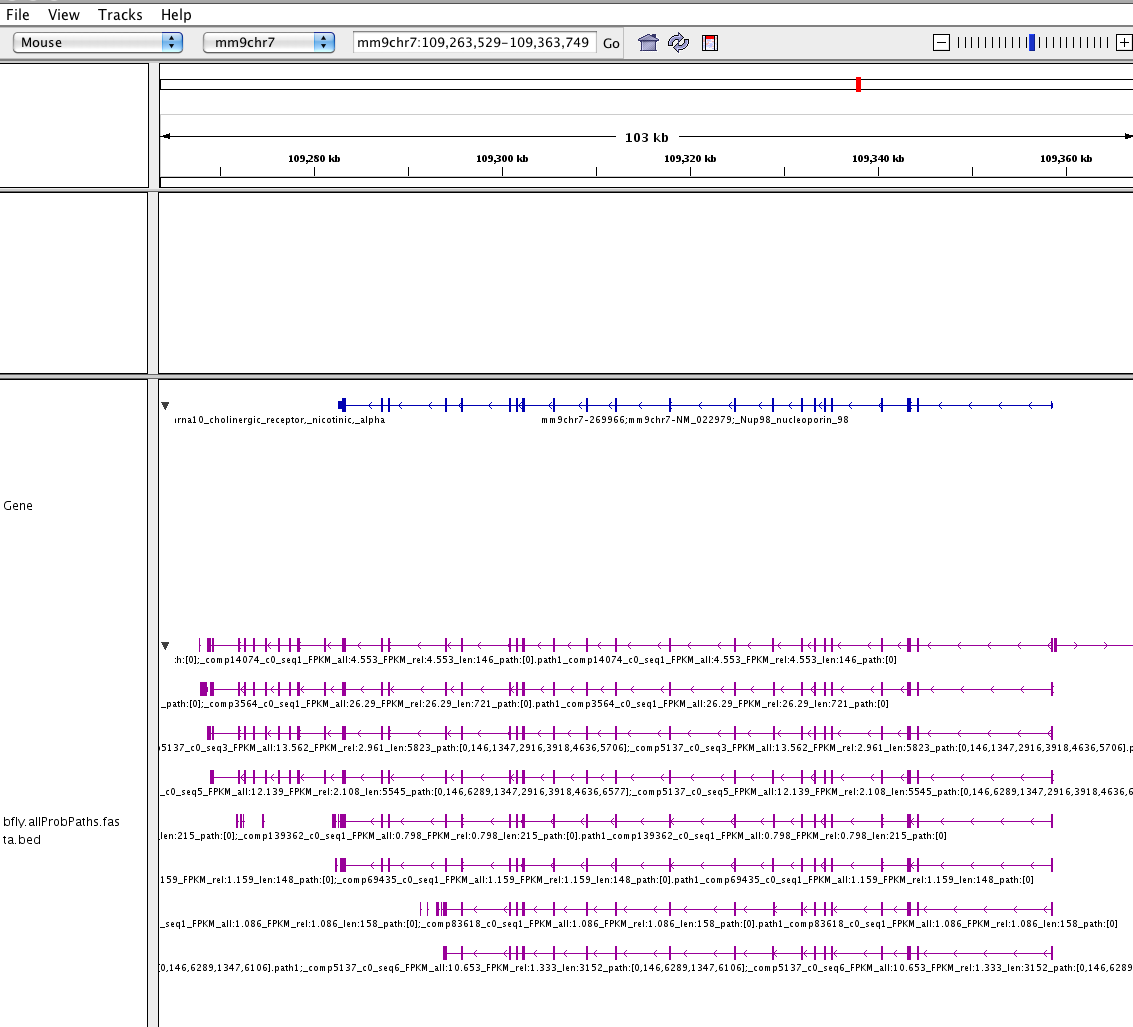 File View Tracks Help
Mouse mm9chr7 mm9chr7:109,263,529-109,363,749 Go
103 kb
109,280 kb 109,300 kb 109,320 kb 109,340 kb 109,360 kb
rna10_cholinergic_receptor,_nicotinic,_alpha mm9chr7-269966;mm9chr7-NM_022979;_Nup98_nucleoporin_98
Gene
:h:[0];_comp14074_c0_seq1_FPKM_all:4.553_FPKM_rel:4.553_len:146_path:[0].path1_comp14074_c0_seq1_FPKM_all:4.553_FPKM_rel:4.553_len:146_path:[0]
_path:[0];_comp3564_c0_seq1_FPKM_all:26.29_FPKM_rel:26.29_len:721_path:[0].path1_comp3564_c0_seq1_FPKM_all:26.29_FPKM_rel:26.29_len:721_path:[0]
5137_c0_seq3_FPKM_all:13.562_FPKM_rel:2.961_len:5823_path:[0,146,1347,2916,3918,4636,5706];_comp5137_c0_seq3_FPKM_all:13.562_FPKM_rel:2.961_len:5823_path:[0,146,1347,2916,3918,4636,5706].p
_c0_seq5_FPKM_all:12.139_FPKM_rel:2.108_len:5545_path:[0,146,6289,1347,2916,3918,4636,6577];_comp5137_c0_seq5_FPKM_all:12.139_FPKM_rel:2.108_len:5545_path:[0,146,6289,1347,2916,3918,4636,6
bfly.allProbPaths.fas
ta.bed
len:215_path:[0];_comp139362_c0_seq1_FPKM_all:0.798_FPKM_rel:0.798_len:215_path:[0].path1_comp139362_c0_seq1_FPKM_all:0.798_FPKM_rel:0.798_len:215_path:[0]
159_FPKM_rel:1.159_len:148_path:[0];_comp69435_c0_seq1_FPKM_all:1.159_FPKM_rel:1.159_len:148_path:[0].path1_comp69435_c0_seq1_FPKM_all:1.159_FPKM_rel:1.159_len:148_path:[0]
_seq1_FPKM_all:1.086_FPKM_rel:1.086_len:158_path:[0];_comp83618_c0_seq1_FPKM_all:1.086_FPKM_rel:1.086_len:158_path:[0].path1_comp83618_c0_seq1_FPKM_all:1.086_FPKM_rel:1.086_len:158_path:[0]
[0,146,6289,1347,6106].path1;_comp5137_c0_seq6_FPKM_all:10.653_FPKM_rel:1.333_len:3152_path:[0,146,6289,1347,6106];_comp5137_c0_seq6_FPKM_all:10.653_FPKM_rel:1.333_len:3152_path:[0,146,6289